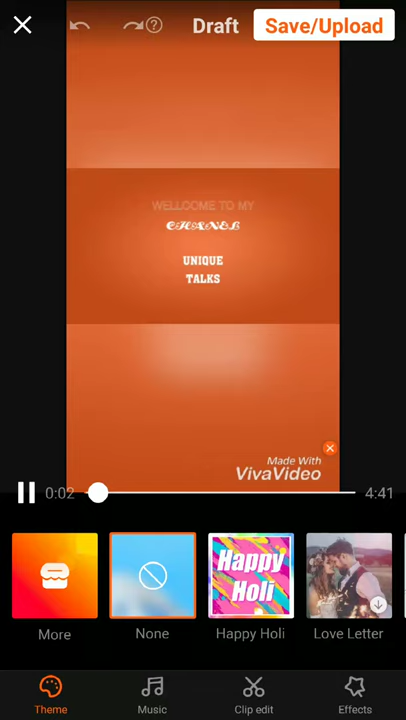 Draft
Save/Upload
WELLCOME TO MY
CHANEL
UNIQUE
TALKS
Made With
VivaVideo
0:02
4:41
Happy
Holi
More
None
Happy Holi
Love Letter
Theme
Music
Clip edit
Effects